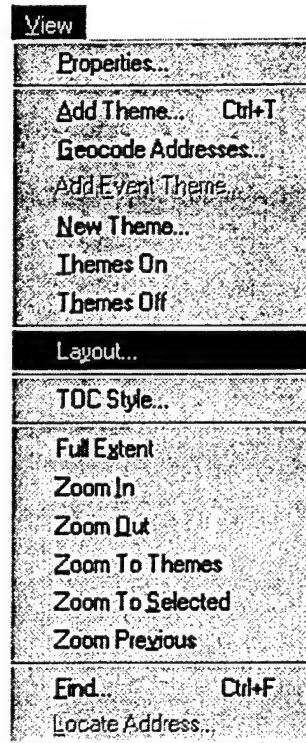 View
Properties...
Add Theme... Ctrl+T
Geocode Addresses...
Add Event Theme...
New Theme...
Themes On
Themes Off
Layout...
TOC Style...
Full Extent
Zoom In
Zoom Out
Zoom To Themes
Zoom To Selected
Zoom Previous
Find... Ctrl+F
Locate Address...